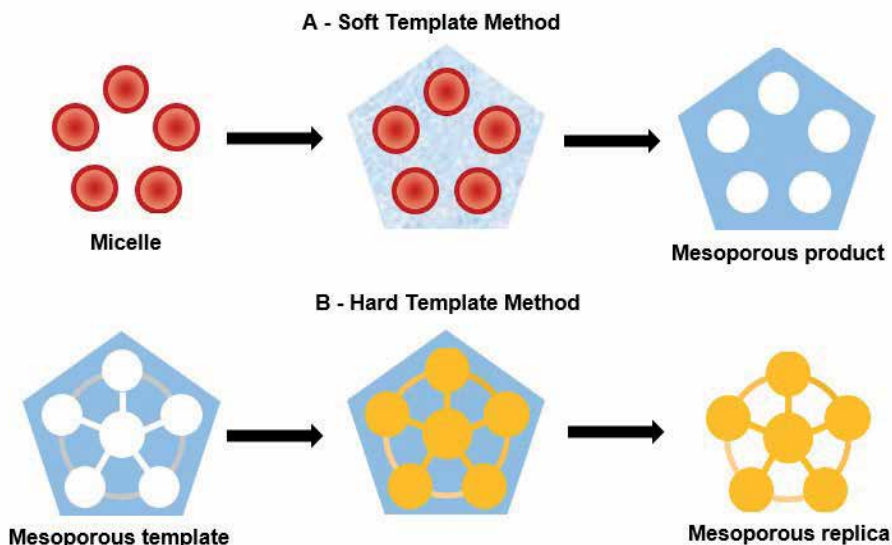 A - Soft Template Method
Micelle
Mesoporous product
B - Hard Template Method
Mesoporous template
Mesoporous replica